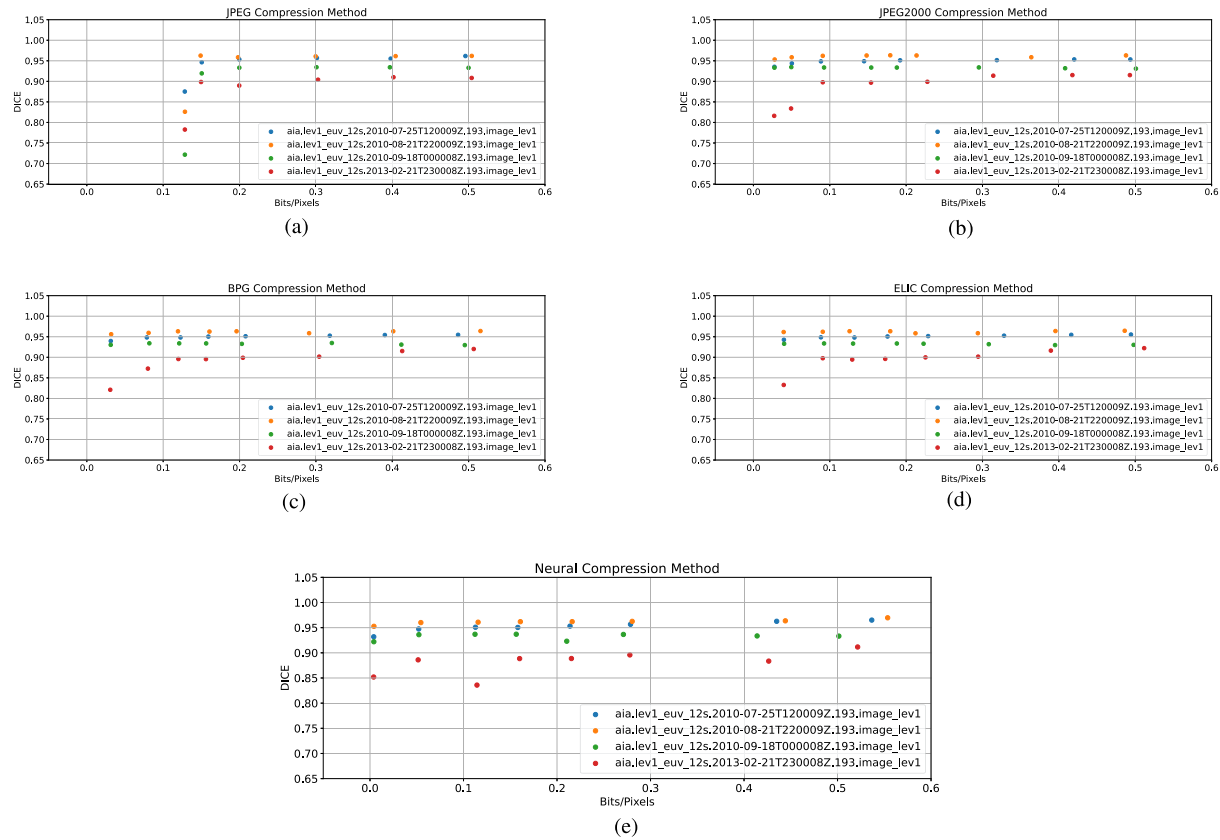 JPEG Compression Method
1.05
1.00
0.95
0.90
0.85
0.80
0.75
0.70
0.65
DICE
aia.lev1_euv_12s.2010-07-25T120009Z.193.image_lev1
aia.lev1_euv_12s.2010-08-21T220009Z.193.image_lev1
aia.lev1_euv_12s.2010-09-18T000008Z.193.image_lev1
aia.lev1_euv_12s.2013-02-21T230008Z.193.image_lev1
0.0 0.1 0.2 0.3 0.4 0.5 0.6
Bits/Pixels
(a)
JPEG2000 Compression Method
1.05
1.00
0.95
0.90
0.85
0.80
0.75
0.70
0.65
DICE
aia.lev1_euv_12s.2010-07-25T120009Z.193.image_lev1
aia.lev1_euv_12s.2010-08-21T220009Z.193.image_lev1
aia.lev1_euv_12s.2010-09-18T000008Z.193.image_lev1
aia.lev1_euv_12s.2013-02-21T230008Z.193.image_lev1
0.0 0.1 0.2 0.3 0.4 0.5 0.6
Bits/Pixels
(b)
BPG Compression Method
1.05
1.00
0.95
0.90
0.85
0.80
0.75
0.70
0.65
DICE
aia.lev1_euv_12s.2010-07-25T120009Z.193.image_lev1
aia.lev1_euv_12s.2010-08-21T220009Z.193.image_lev1
aia.lev1_euv_12s.2010-09-18T000008Z.193.image_lev1
aia.lev1_euv_12s.2013-02-21T230008Z.193.image_lev1
0.0 0.1 0.2 0.3 0.4 0.5 0.6
Bits/Pixels
(c)
ELIC Compression Method
1.05
1.00
0.95
0.90
0.85
0.80
0.75
0.70
0.65
DICE
aia.lev1_euv_12s.2010-07-25T120009Z.193.image_lev1
aia.lev1_euv_12s.2010-08-21T220009Z.193.image_lev1
aia.lev1_euv_12s.2010-09-18T000008Z.193.image_lev1
aia.lev1_euv_12s.2013-02-21T230008Z.193.image_lev1
0.0 0.1 0.2 0.3 0.4 0.5 0.6
Bits/Pixels
(d)
Neural Compression Method
1.05
1.00
0.95
0.90
0.85
0.80
0.75
0.70
0.65
DICE
aia.lev1_euv_12s.2010-07-25T120009Z.193.image_lev1
aia.lev1_euv_12s.2010-08-21T220009Z.193.image_lev1
aia.lev1_euv_12s.2010-09-18T000008Z.193.image_lev1
aia.lev1_euv_12s.2013-02-21T230008Z.193.image_lev1
0.0 0.1 0.2 0.3 0.4 0.5 0.6
Bits/Pixels
(e)